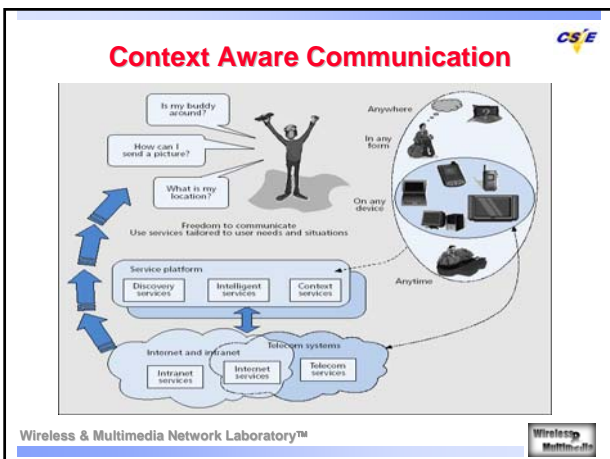 Context Aware Communication
CS/E
Is my buddy
around?
How can I
send a picture?
What is my
location?
Anywhere
In any
form
On any
device
Anytime
Freedom to communicate
Use services tailored to user needs and situations
Service platform
Discovery
services
Intelligent
services
Context
services
Internet and intranet
Telecom systems
Intranet
services
Internet
services
Telecom
services
Wireless & Multimedia Network Laboratory™
Wireless
Multimedia